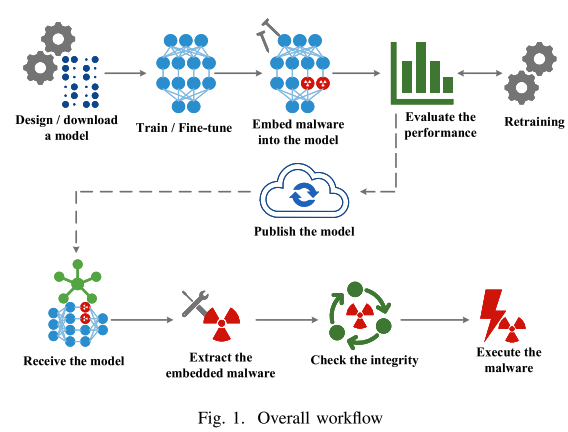 Design / download
a model
Train / Fine-tune
Embed malware
into the model
Evaluate the
performance
Retraining
Publish the model
Receive the model
Extract the
embedded malware
Check the integrity
Execute the
malware
Fig. 1. Overall workflow